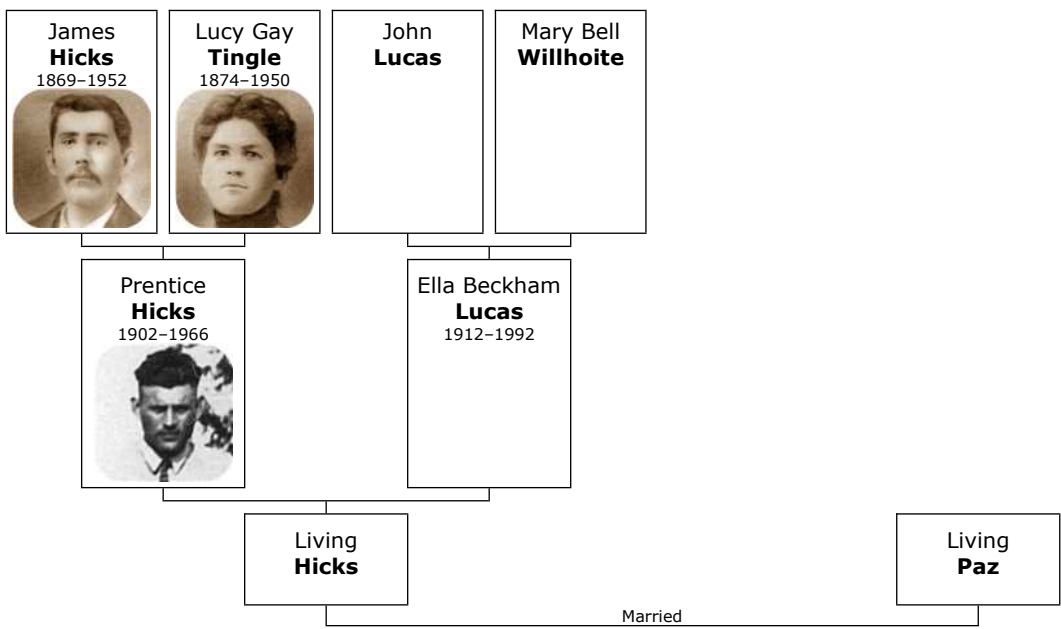 James
Hicks
1869–1952
Lucy Gay
Tingle
1874–1950
John
Lucas
Mary Bell
Willhoite
Prentice
Hicks
1902–1966
Ella Beckham
Lucas
1912–1992
Living
Hicks
Living
Paz
Married